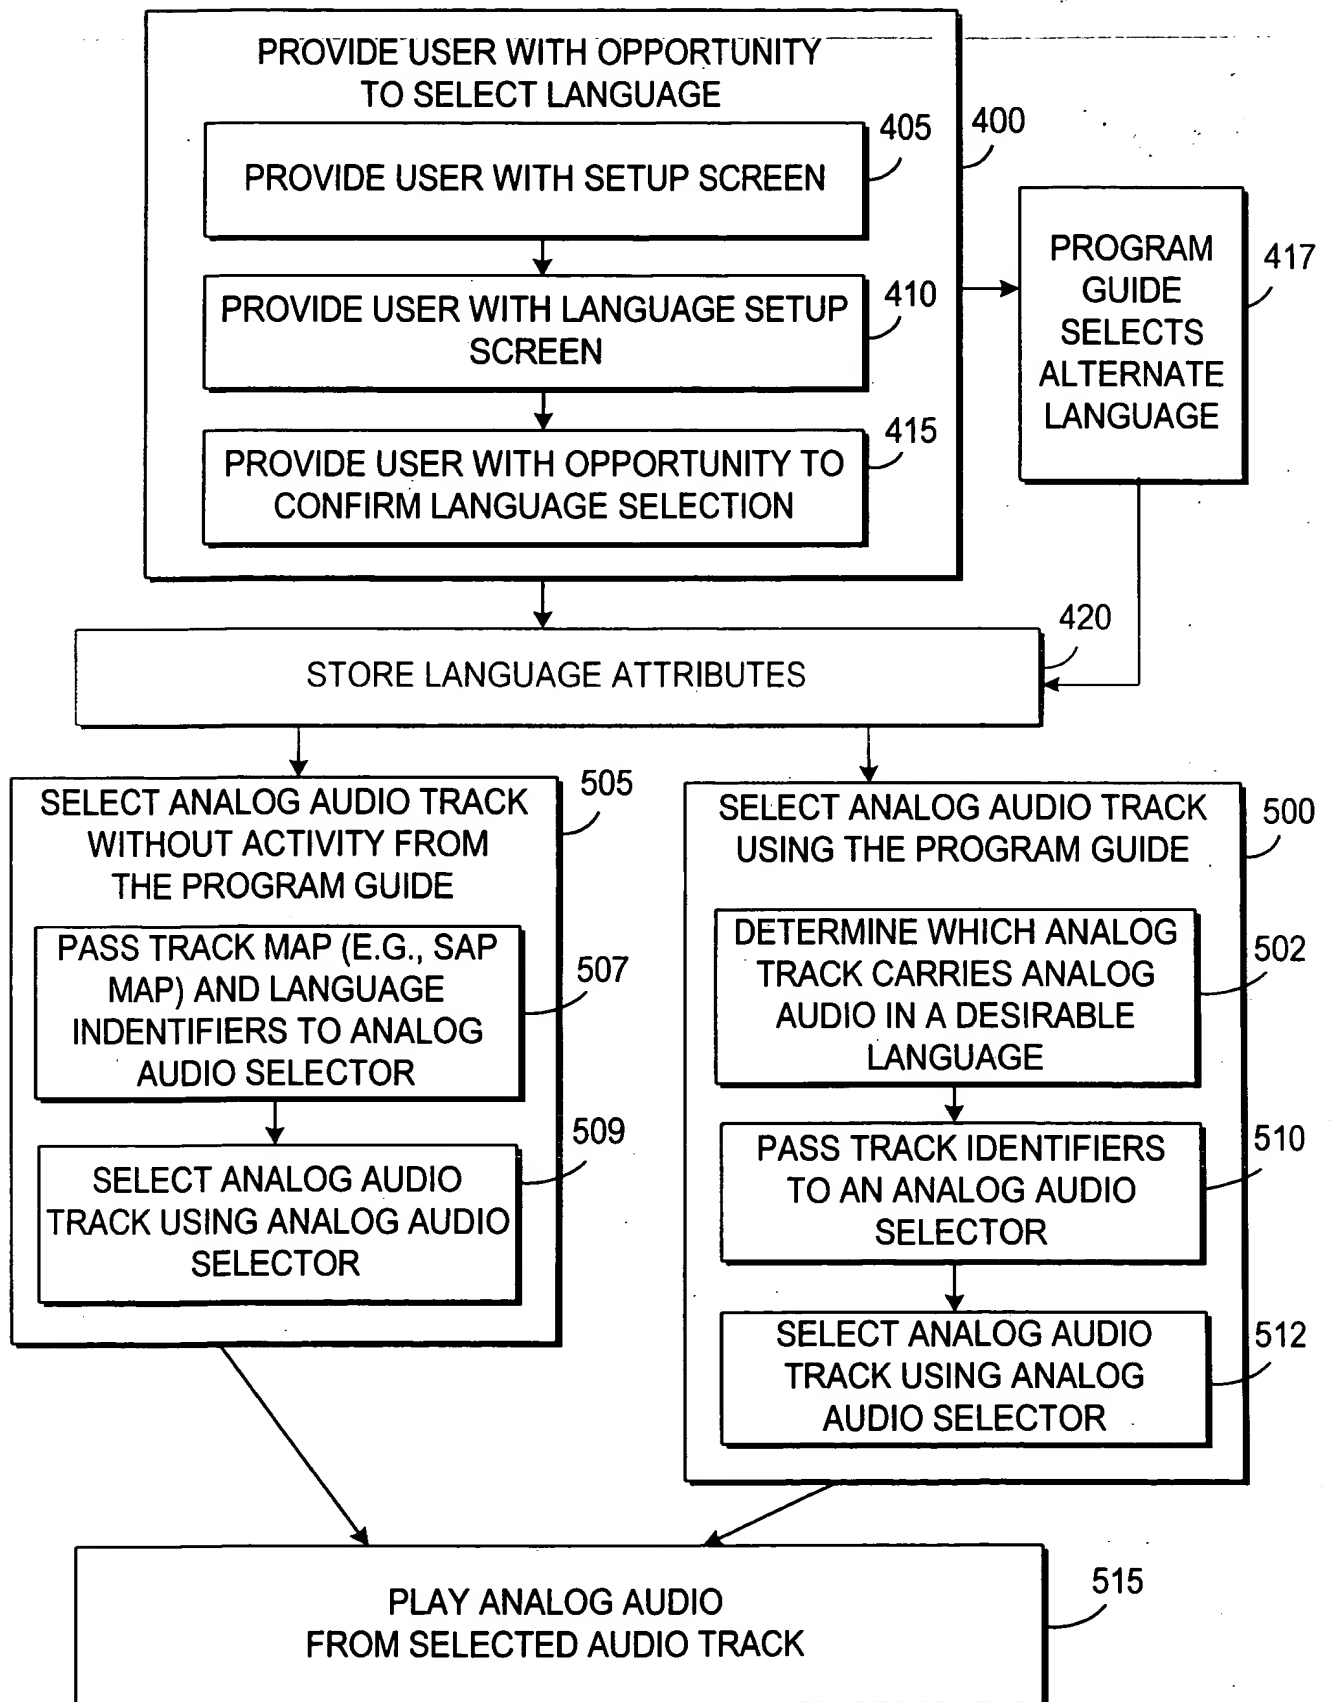 PROVIDE USER WITH OPPORTUNITY
TO SELECT LANGUAGE
405
400
PROVIDE USER WITH SETUP SCREEN
PROGRAM
GUIDE
SELECTS
ALTERNATE
LANGUAGE
417
410
PROVIDE USER WITH LANGUAGE SETUP
SCREEN
415
PROVIDE USER WITH OPPORTUNITY TO
CONFIRM LANGUAGE SELECTION
420
STORE LANGUAGE ATTRIBUTES
505
SELECT ANALOG AUDIO TRACK
WITHOUT ACTIVITY FROM
THE PROGRAM GUIDE
PASS TRACK MAP (E.G., SAP
MAP) AND LANGUAGE
INDENTIFIERS TO ANALOG
AUDIO SELECTOR
507
509
SELECT ANALOG AUDIO
TRACK USING ANALOG AUDIO
SELECTOR
SELECT ANALOG AUDIO TRACK
USING THE PROGRAM GUIDE
500
DETERMINE WHICH ANALOG
TRACK CARRIES ANALOG
AUDIO IN A DESIRABLE
LANGUAGE
502
PASS TRACK IDENTIFIERS
TO AN ANALOG AUDIO
SELECTOR
510
SELECT ANALOG AUDIO
TRACK USING ANALOG
AUDIO SELECTOR
512
PLAY ANALOG AUDIO
FROM SELECTED AUDIO TRACK
515